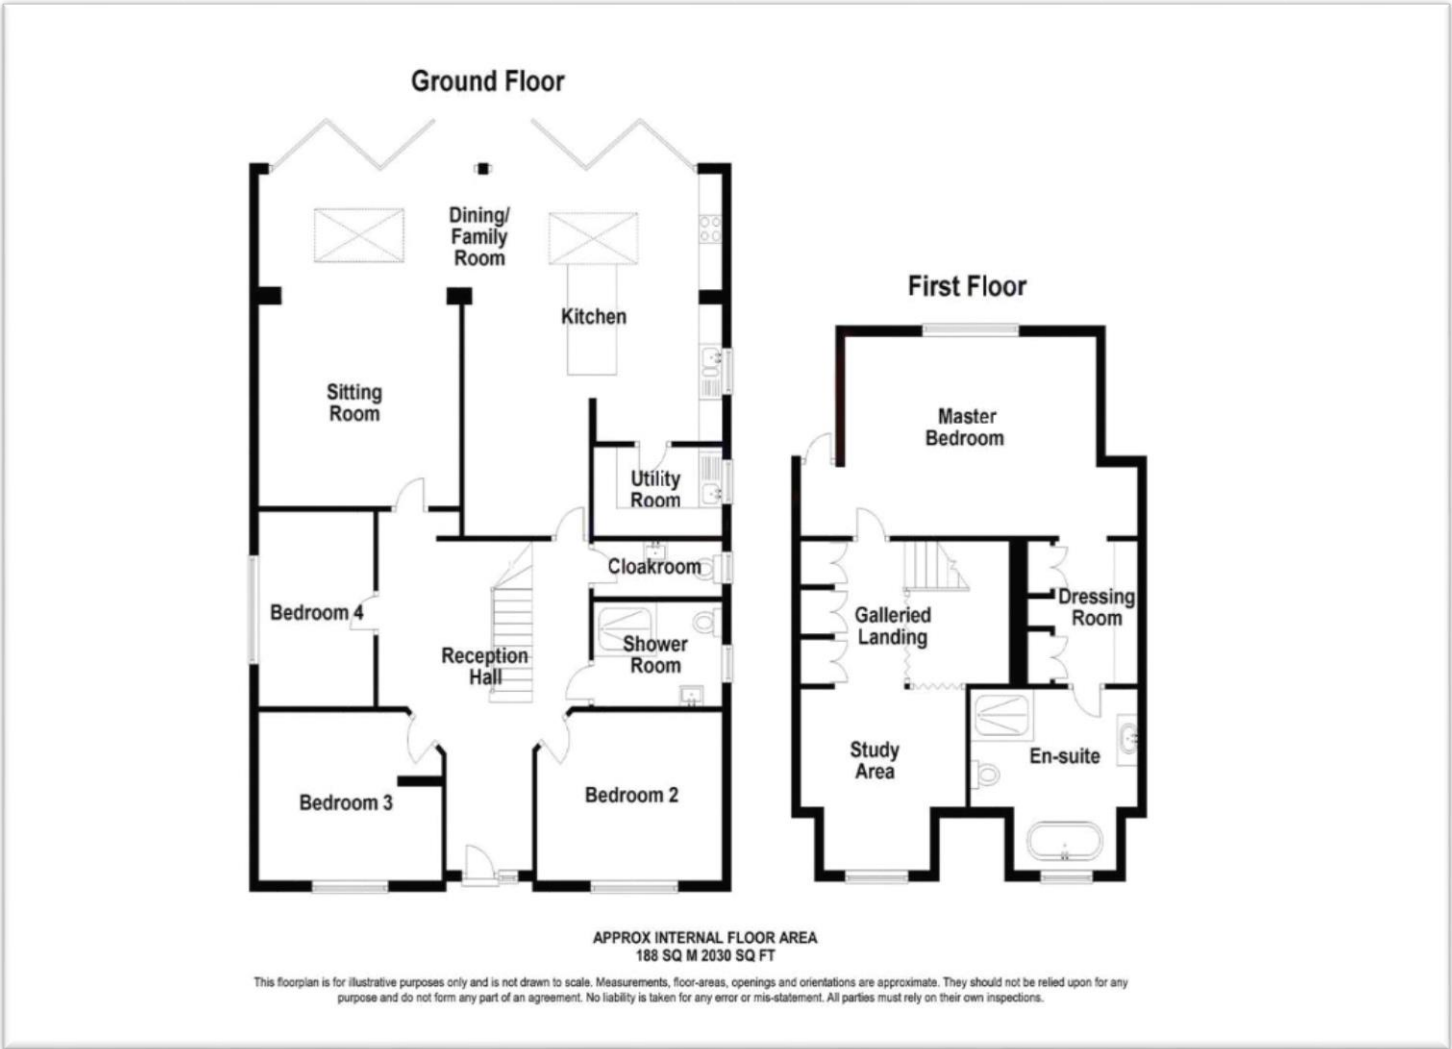 Ground Floor
Dining/
Family
Room
Kitchen
Sitting
Room
Utility
Room
Cloakroom
Bedroom 4
Reception
Hall
Shower
Room
Bedroom 3
Bedroom 2
First Floor
Master
Bedroom
Galleried
Landing
Dressing
Room
Study
Area
En-suite
APPROX INTERNAL FLOOR AREA
188 SQ M 2030 SQ FT
This floorplan is for illustrative purposes only and is not drawn to scale. Measurements, floor-areas, openings and orientations are approximate. They should not be relied upon for any
purpose and do not form any part of an agreement. No liability is taken for any error or mis-statement. All parties must rely on their own inspections.